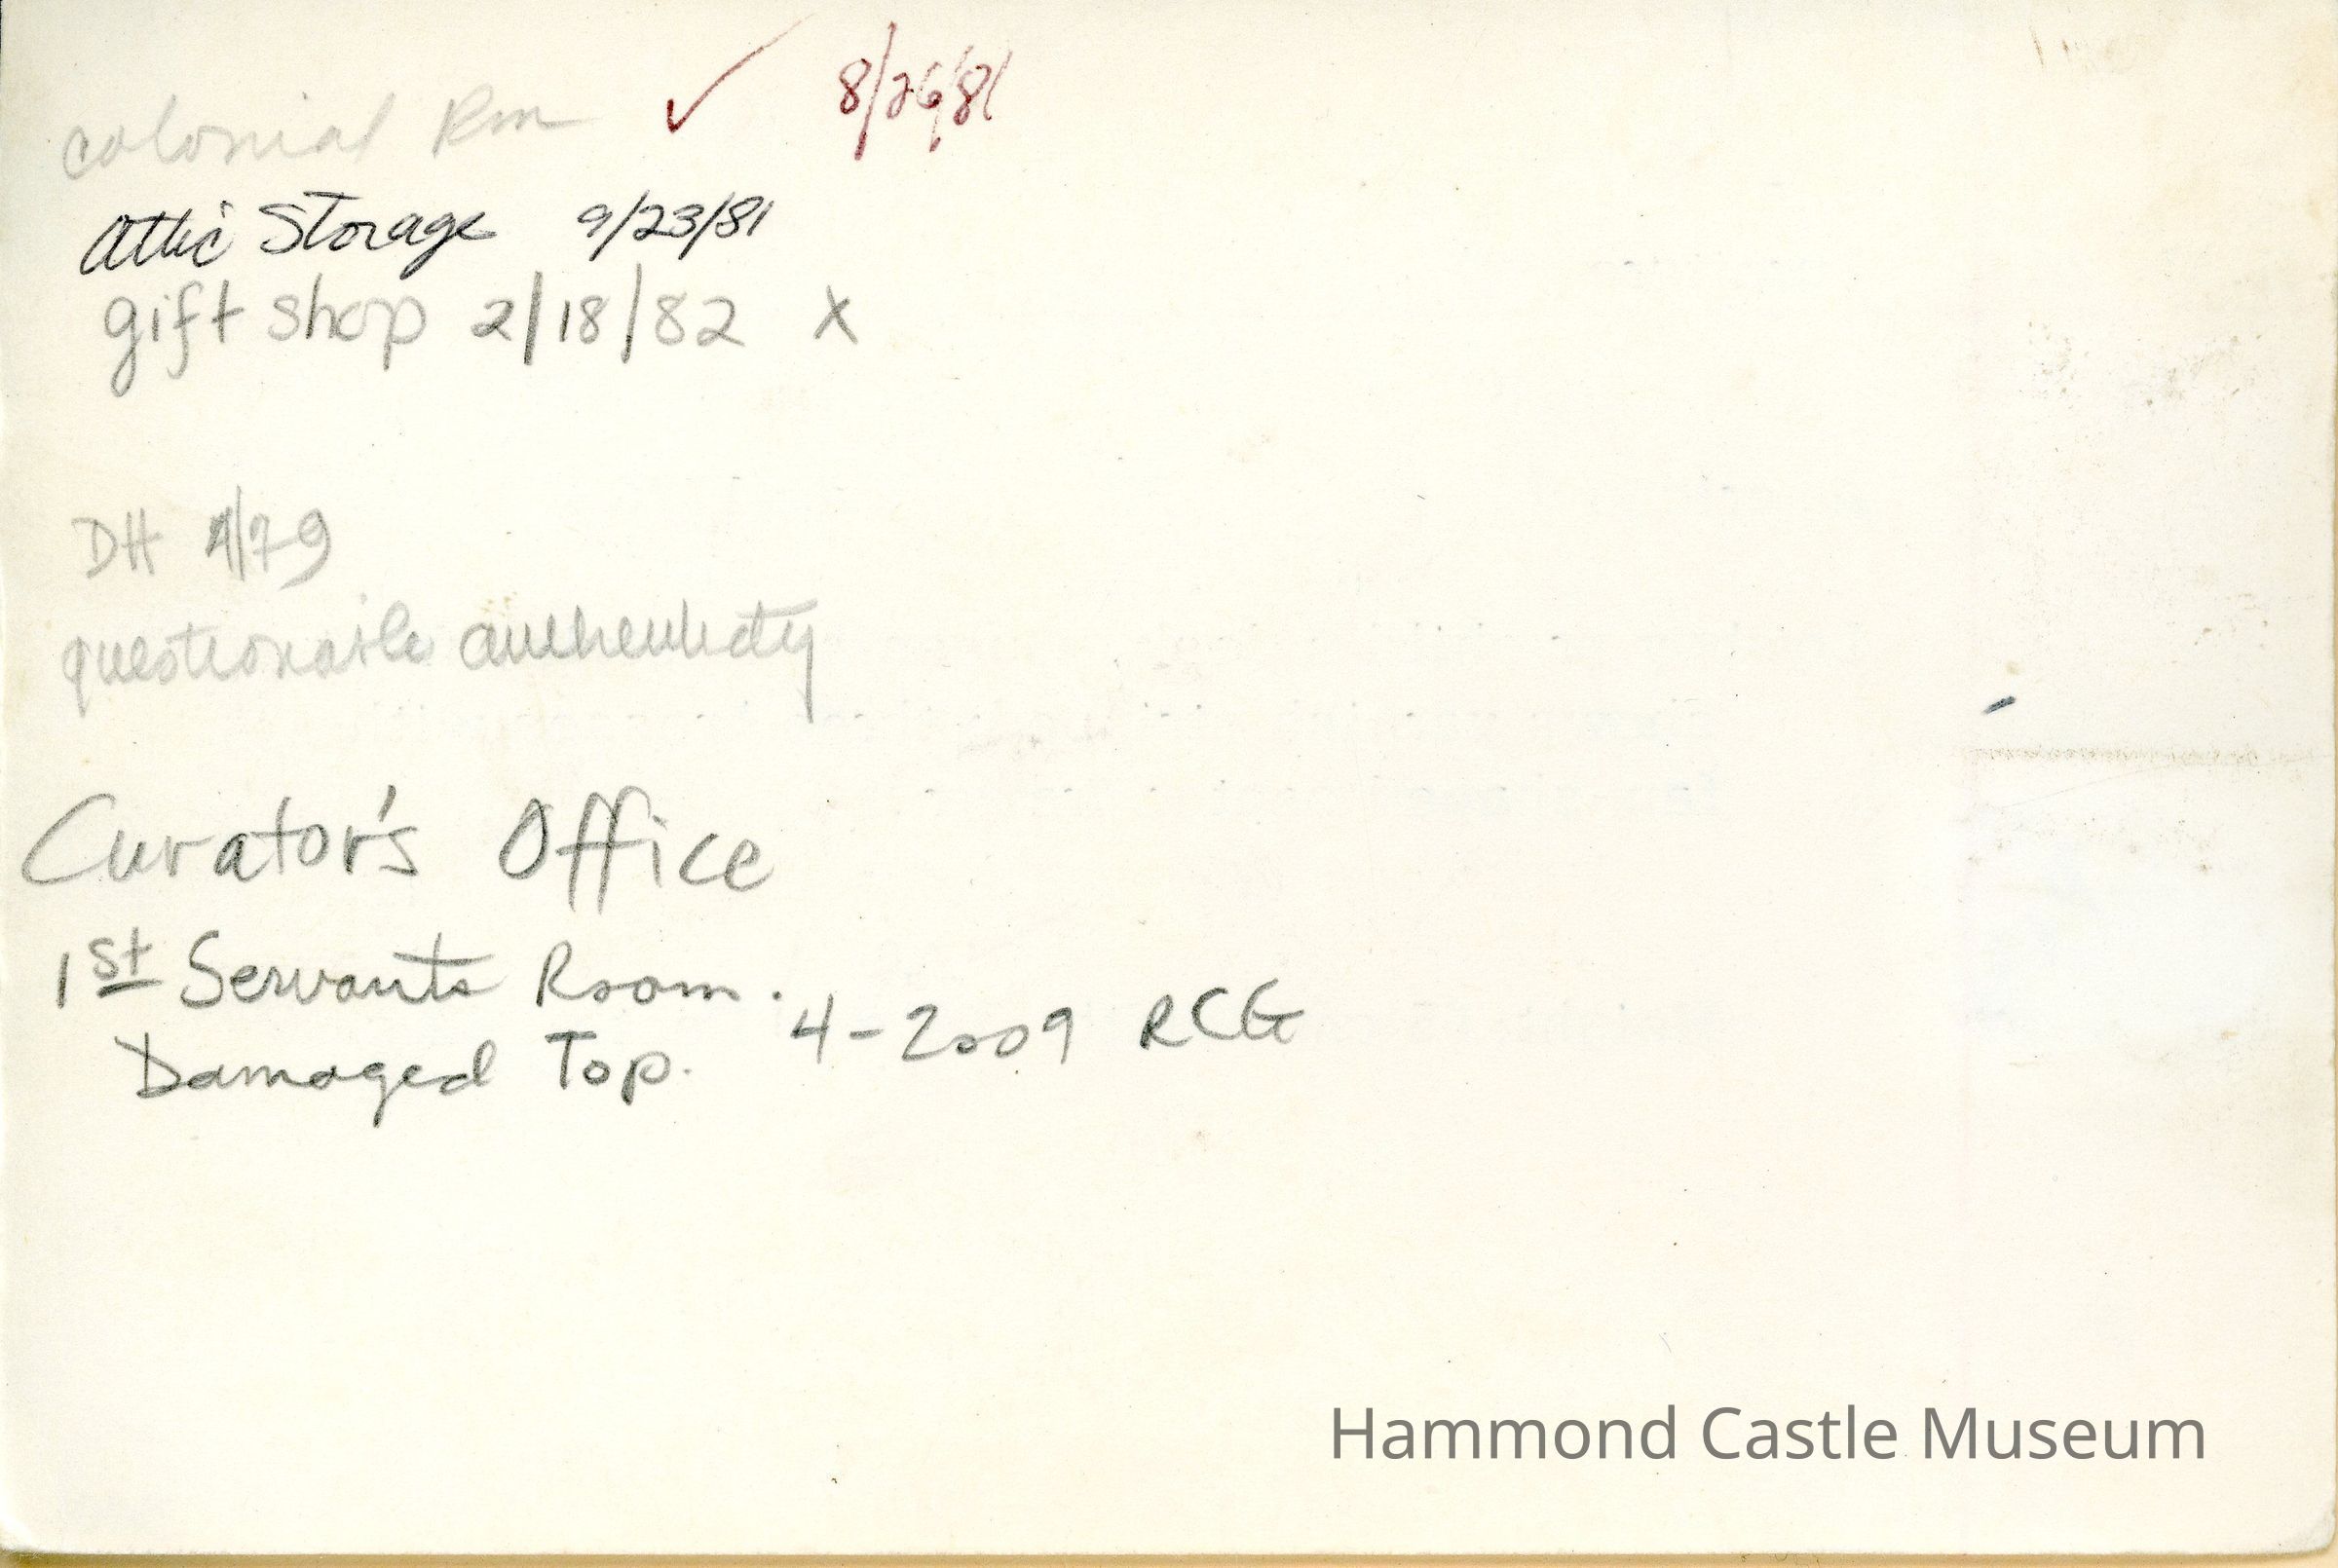 colonial Rm ✓ 8/26/81
Attic Storage 9/23/81
gift shop 2/18/82 X
DH 4/79
questionable authenticity
Curator's Office
1st Servants Room.
Damaged Top. 4-2009 RCG
Hammond Castle Museum